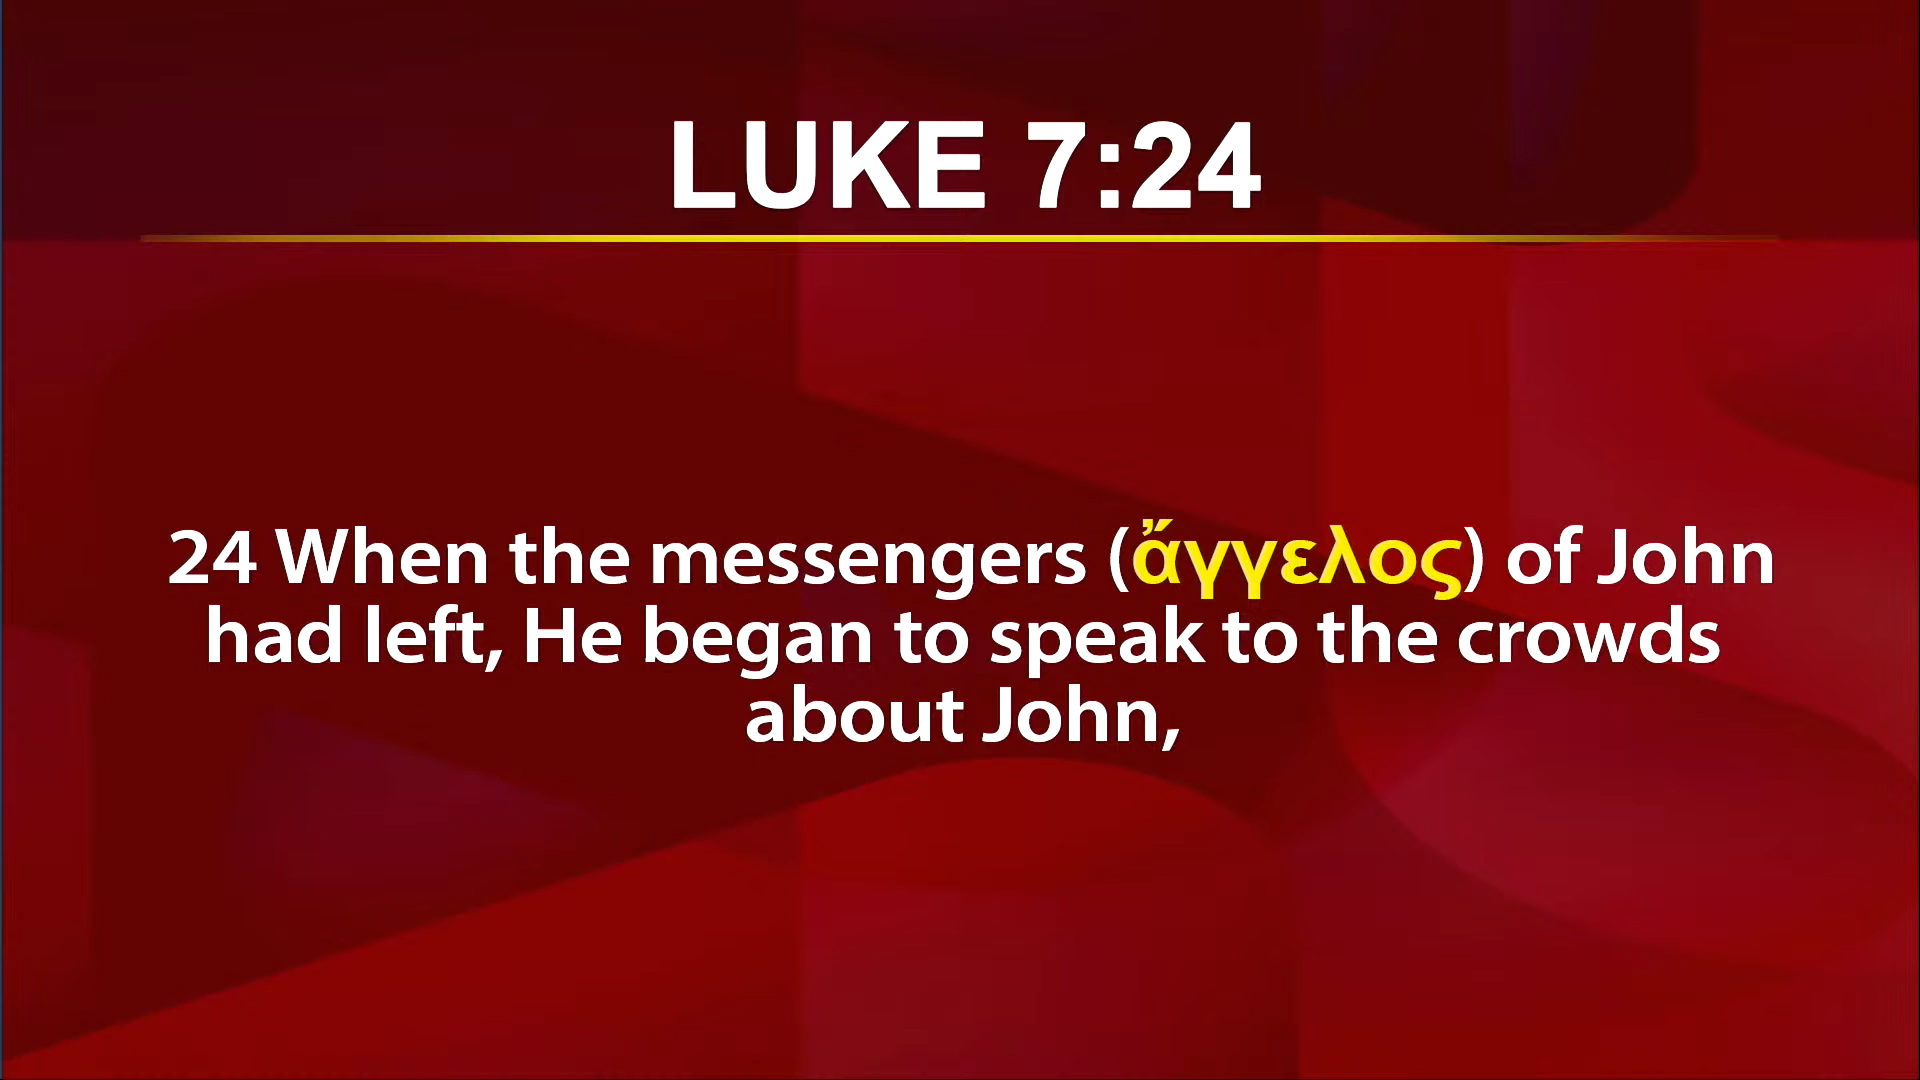 LUKE 7:24
24 When the messengers (ἄγγελος) of John
had left, He began to speak to the crowds
about John,